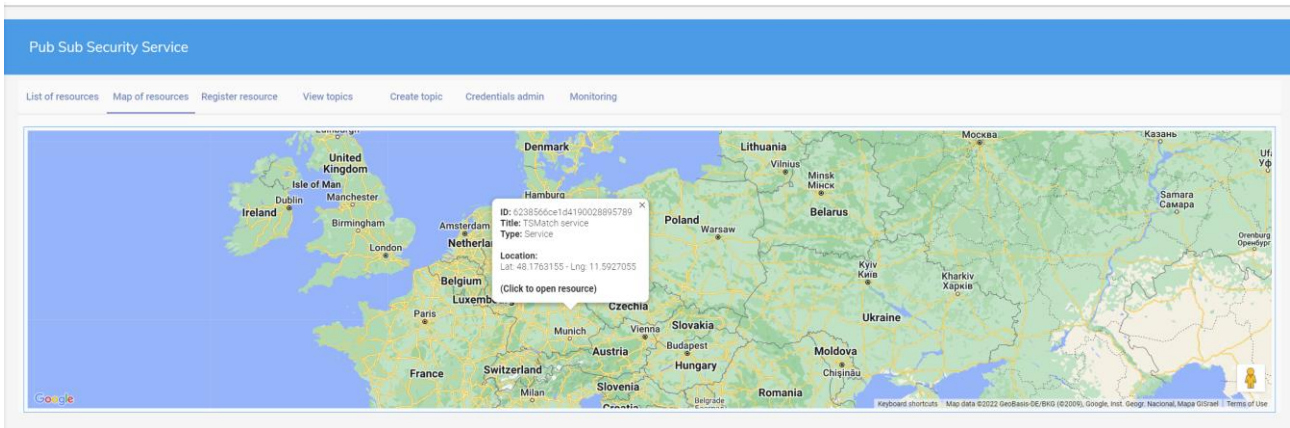 Pub Sub Security Service
List of resources Map of resources Register resource View topics Create topic Credentials admin Monitoring
Москва
Казань
Denmark
Lithuania
United
Kingdom
Vilnius
Minsk
Мінск
Isle of Man
Dublin
Manchester
Hamburg
Samara
Самара
Ireland
Birmingham
Amsterdam
ID: 6238566ce1d4190028895789
Title: TSMatch service
Type: Service
Location:
Lat: 48.1763155 - Lng: 11.5927055
(Click to open resource)
Poland
Warsaw
Belarus
London
Orenburg
Оренбург
Belgium
Kyiv
Київ
Kharkiv
Харків
Czechia
Paris
Ukraine
Munich
Vienna
Slovakia
Budapest
Austria
Hungary
Moldova
Chișinău
France
Switzerland
Milan
Slovenia
Croatia
Belgrade
Romania
Google
Keyboard shortcuts Map data ©2022 GeoBasis-DE/BKG (©2009), Google, Inst. Geogr. Nacional, Mapa GISrael Terms of Use